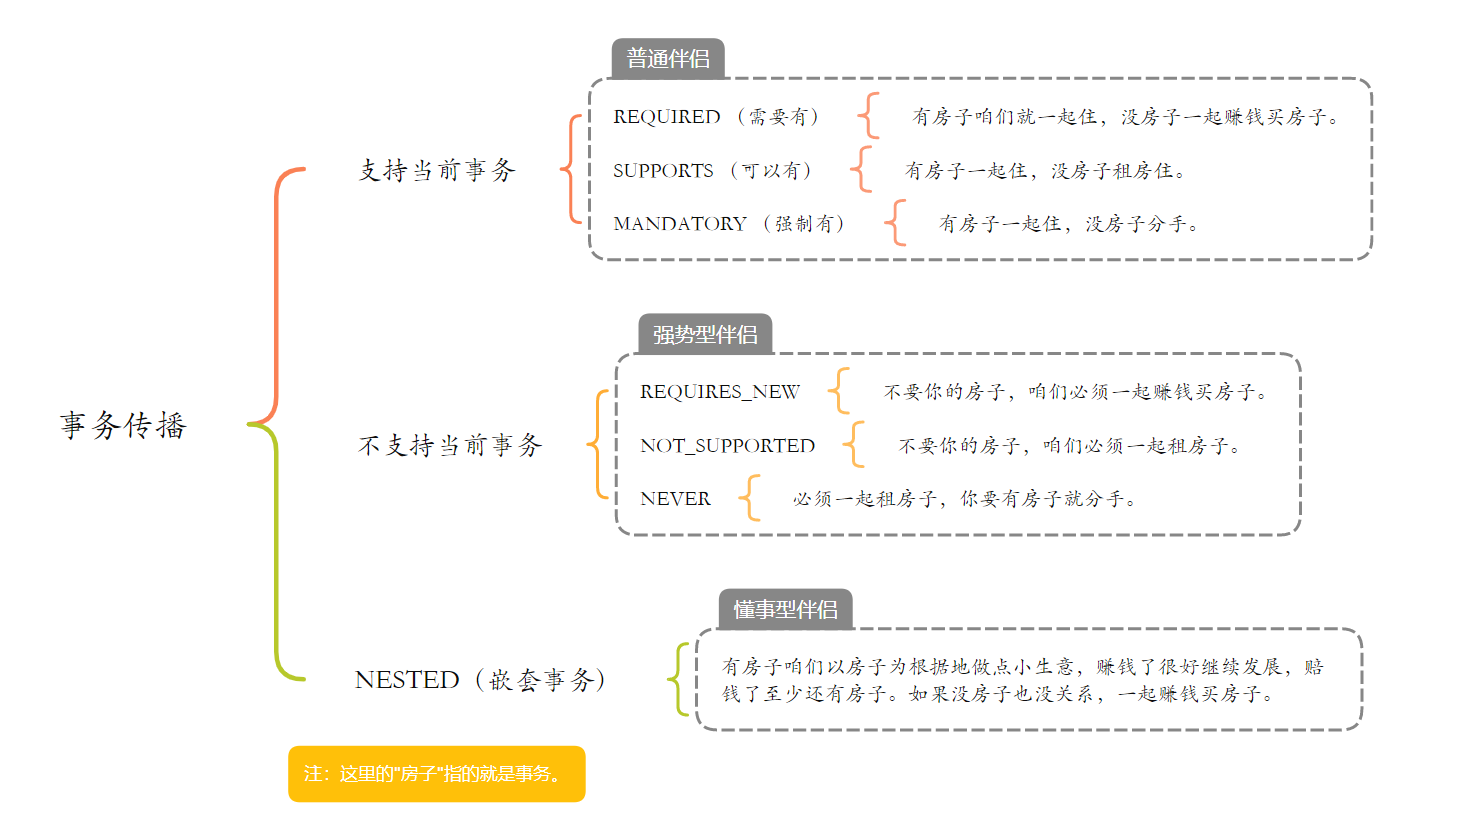 普通伴侣
REQUIRED（需要有）
有房子咱们就一起住，没房子一起赚钱买房子。
支持当前事务
SUPPORTS（可以有）
有房子一起住，没房子租房住。
MANDATORY（强制有）
有房子一起住，没房子分手。
强势型伴侣
REQUIRES_NEW
不要你的房子，咱们必须一起赚钱买房子。
事务传播
不支持当前事务
NOT_SUPPORTED
不要你的房子，咱们必须一起租房子。
NEVER
必须一起租房子，你要有房子就分手。
懂事型伴侣
NESTED（嵌套事务）
有房子咱们以房子为根据地做点小生意，赚钱了很好继续发展，赔
钱了至少还有房子。如果没房子也没关系，一起赚钱买房子。
注：这里的"房子"指的就是事务。